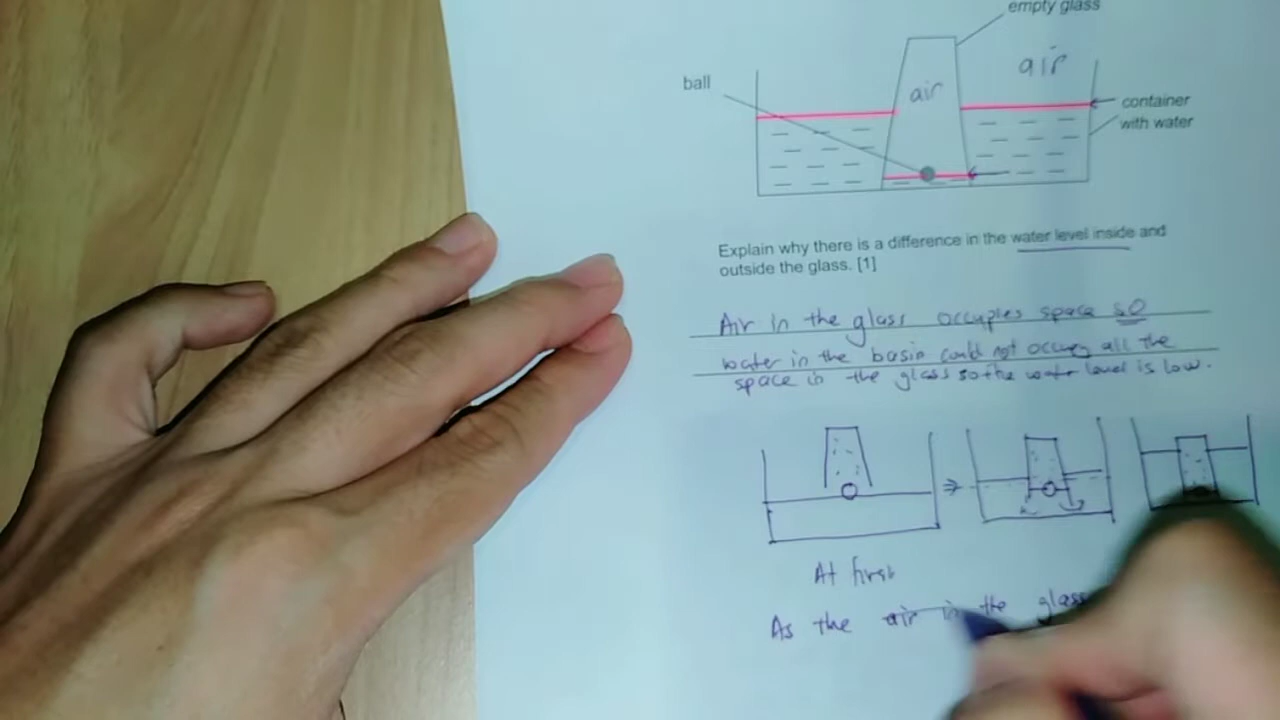 empty glass
ball
air
air
container
with water
Explain why there is a difference in the water level inside and
outside the glass. [1]
Air in the glass occupies space so
water in the basin could not occupy all the
space in the glass so the water level is low.
At first
As the air in the glass